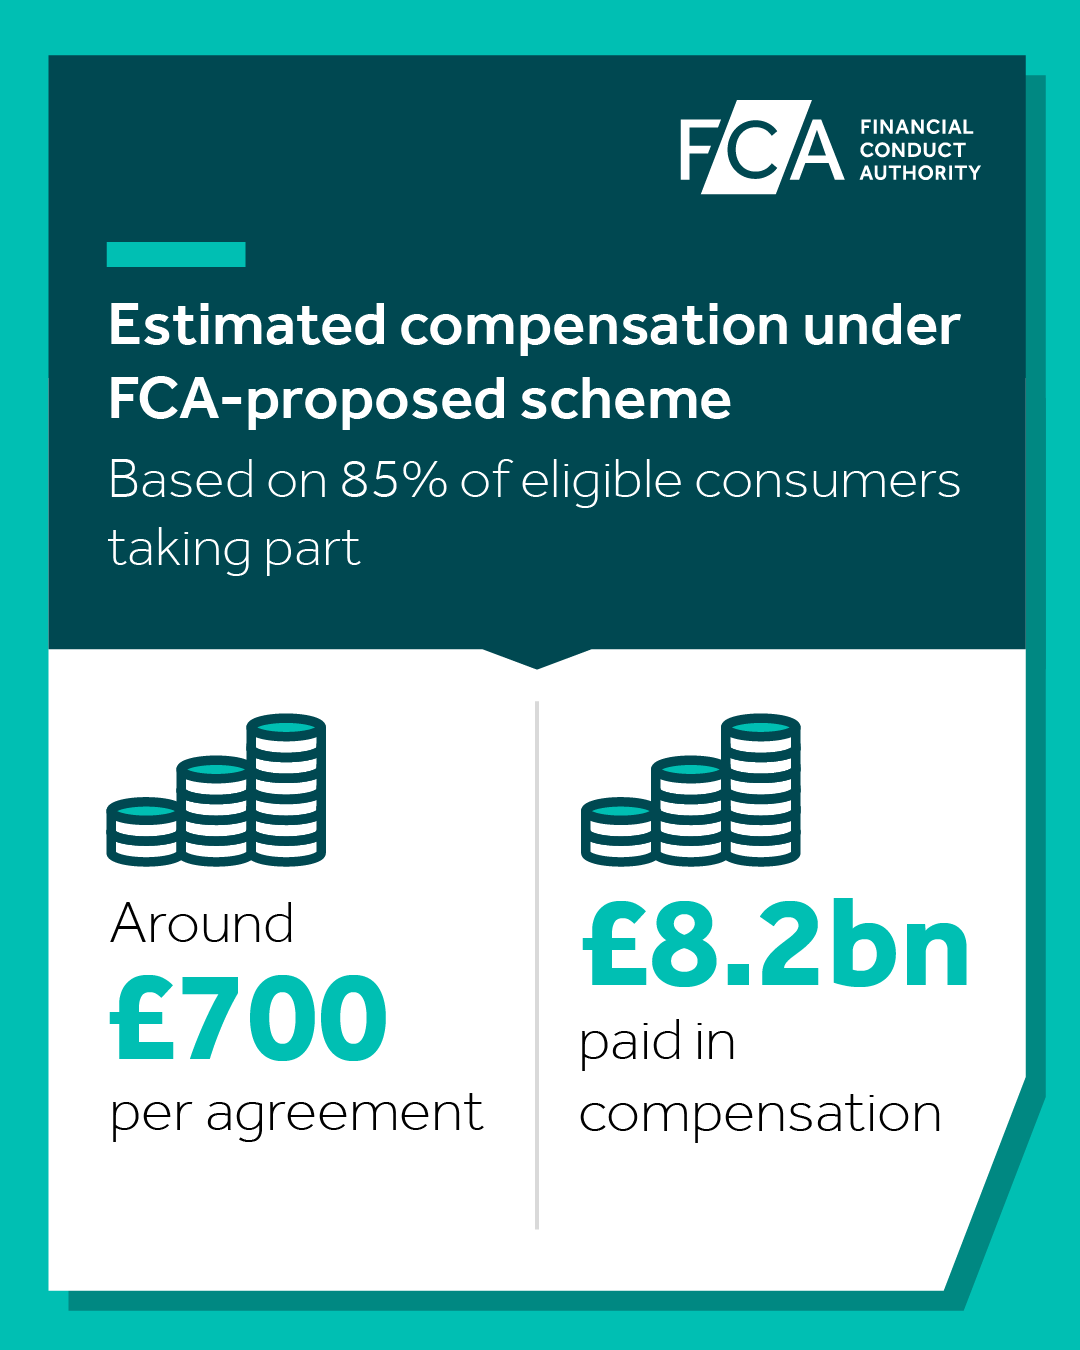 FCA
FINANCIAL
CONDUCT
AUTHORITY
Estimated compensation under
FCA-proposed scheme
Based on 85% of eligible consumers
taking part
Around
£700
per agreement
£8.2bn
paid in
compensation